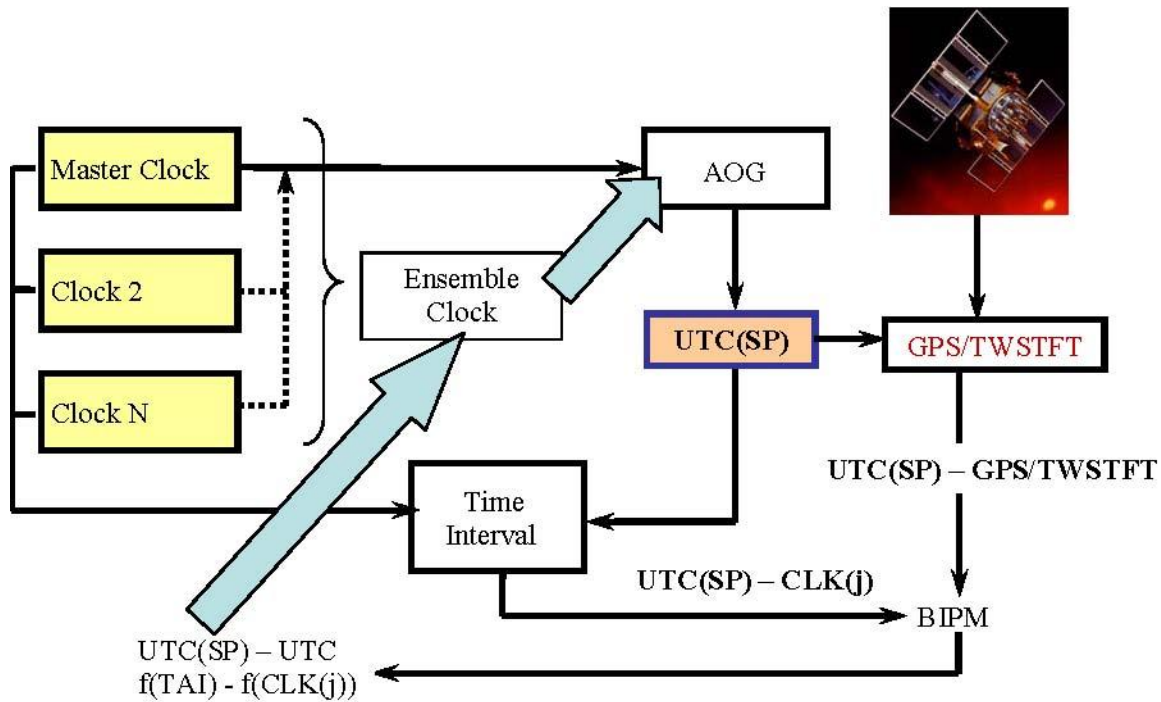 Master Clock
AOG
Ensemble
Clock
Clock 2
UTC(SP)
GPS/TWSTFT
Clock N
UTC(SP) – GPS/TWSTFT
Time
Interval
UTC(SP) – CLK(j)
BIPM
UTC(SP) – UTC
f(TAI) - f(CLK(j))